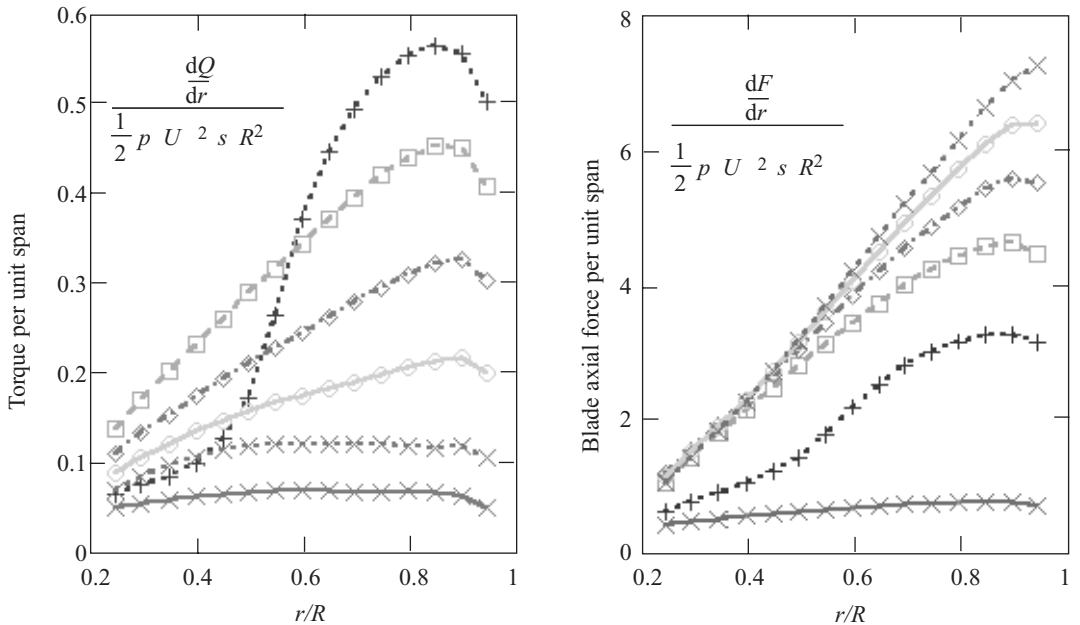 0.6
0.5
0.4
0.3
0.2
0.1
0
0.2 0.4 0.6 0.8 1
r/R
Torque per unit span
dQ
dr
1
2
p U 2 s R2
8
6
4
2
0
0.2 0.4 0.6 0.8 1
r/R
Blade axial force per unit span
dF
dr
1
2
p U 2 s R2